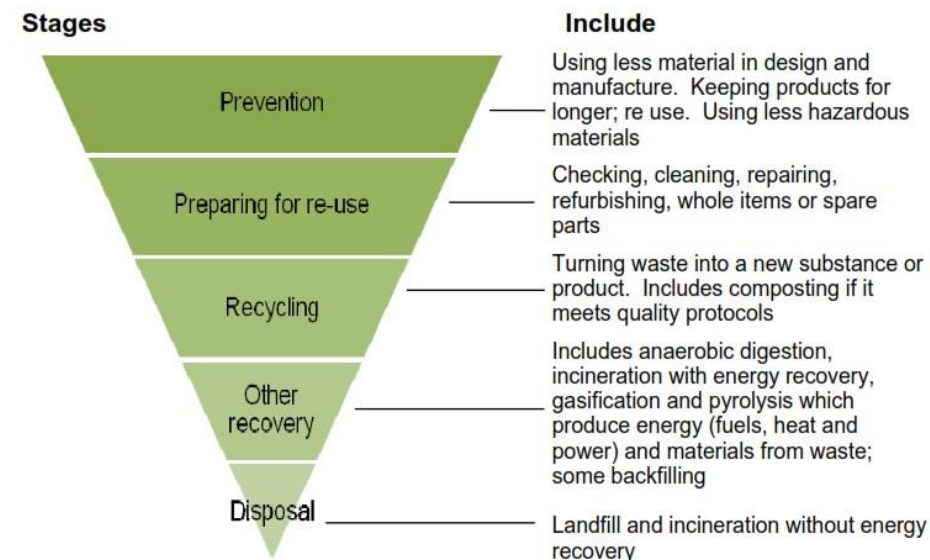 Stages
Include
Prevention
Using less material in design and
manufacture. Keeping products for
longer; re use. Using less hazardous
materials
Preparing for re-use
Checking, cleaning, repairing,
refurbishing, whole items or spare
parts
Recycling
Turning waste into a new substance or
product. Includes composting if it
meets quality protocols
Other
recovery
Includes anaerobic digestion,
incineration with energy recovery,
gasification and pyrolysis which
produce energy (fuels, heat and
power) and materials from waste;
some backfilling
Disposal
Landfill and incineration without energy
recovery